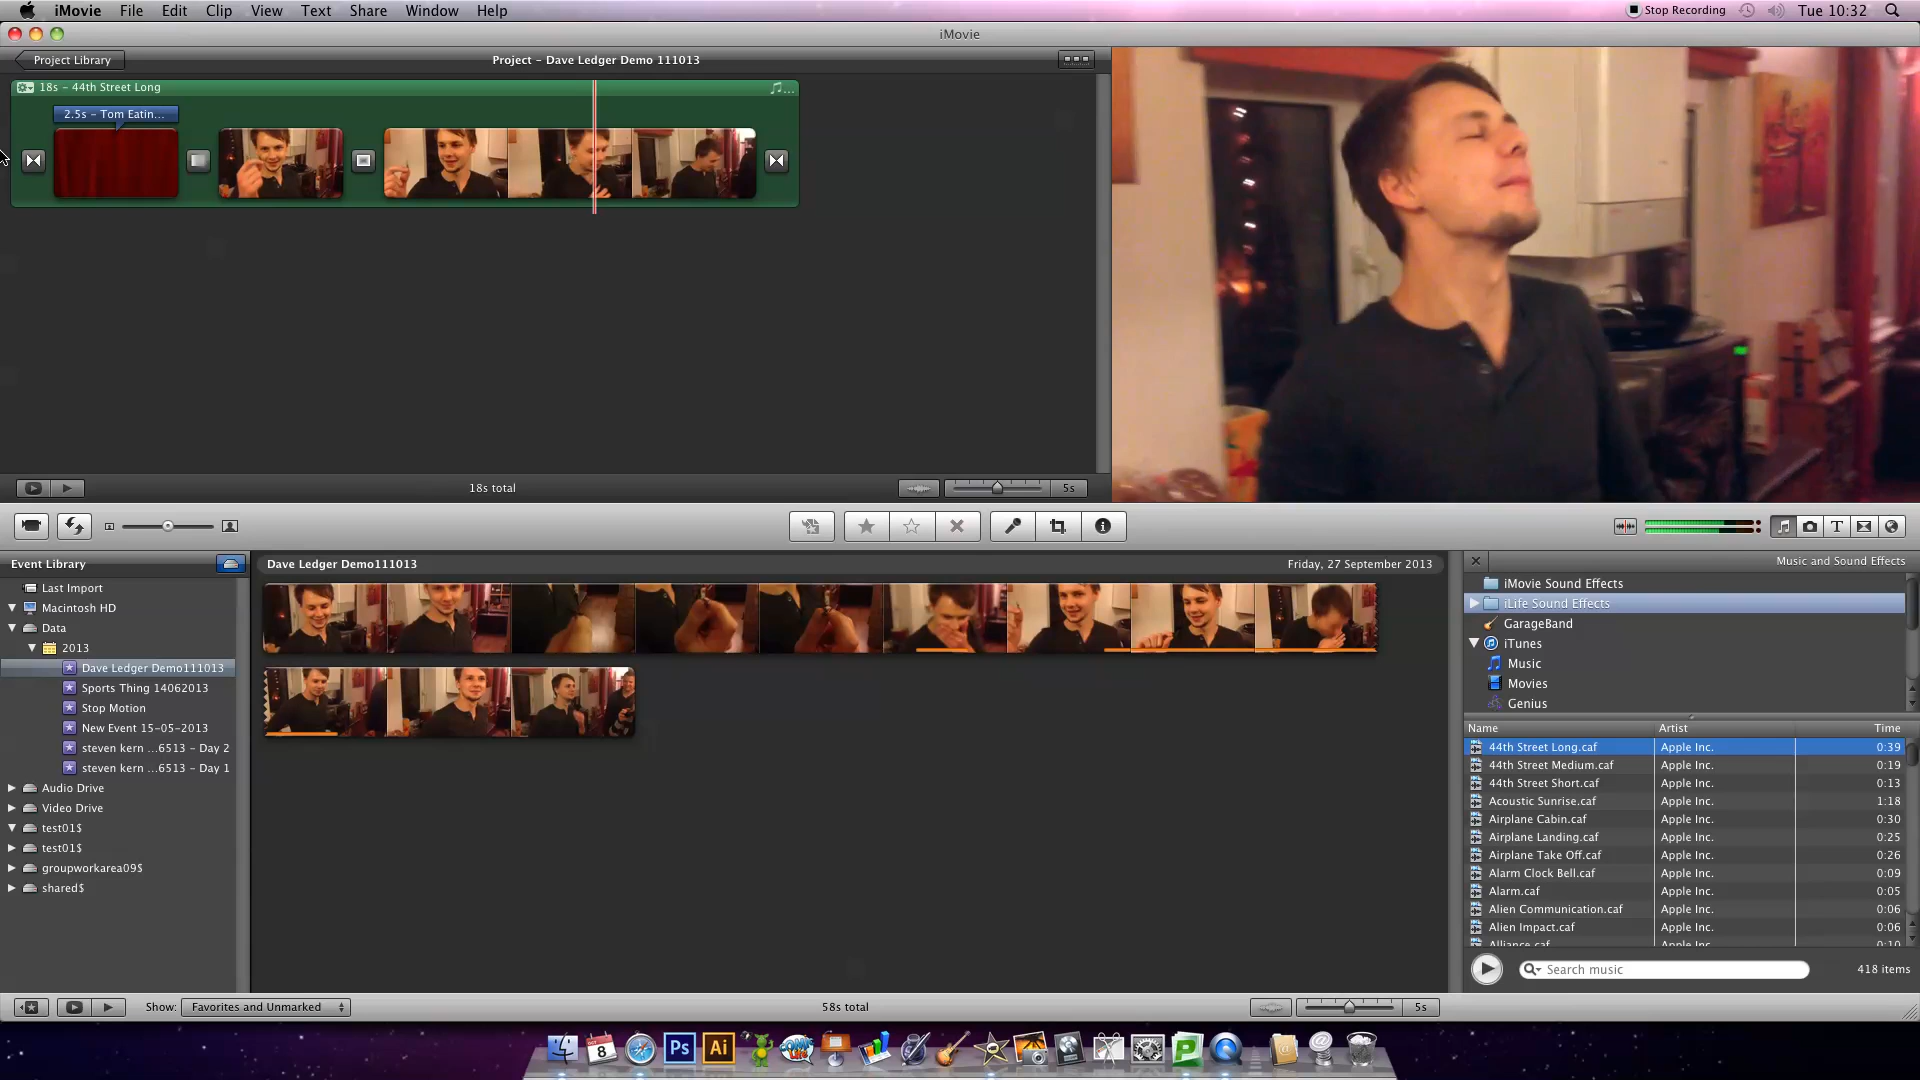 iMovie File Edit Clip View Text Share Window Help
Stop Recording Tue 10:32
iMovie
Project Library
Project - Dave Ledger Demo 111013
18s - 44th Street Long
2.5s - Tom Eatin...
18s total
5s
Event Library
Last Import
Macintosh HD
Data
2013
Dave Ledger Demo111013
Sports Thing 14062013
Stop Motion
New Event 15-05-2013
steven kern ...6513 - Day 2
steven kern ...6513 - Day 1
Audio Drive
Video Drive
test01$
test01$
groupworkarea09$
shared$
Dave Ledger Demo111013
Friday, 27 September 2013
Music and Sound Effects
iMovie Sound Effects
iLife Sound Effects
GarageBand
iTunes
Music
Movies
Genius
Name Artist Time
44th Street Long.caf Apple Inc. 0:39
44th Street Medium.caf Apple Inc. 0:19
44th Street Short.caf Apple Inc. 0:13
Acoustic Sunrise.caf Apple Inc. 1:18
Airplane Cabin.caf Apple Inc. 0:30
Airplane Landing.caf Apple Inc. 0:25
Airplane Take Off.caf Apple Inc. 0:26
Alarm Clock Bell.caf Apple Inc. 0:09
Alarm.caf Apple Inc. 0:05
Alien Communication.caf Apple Inc. 0:06
Alien Impact.caf Apple Inc. 0:06
Alliance.caf 0:10
Search music
418 items
Show: Favorites and Unmarked
58s total
5s
8
Ps
Ai